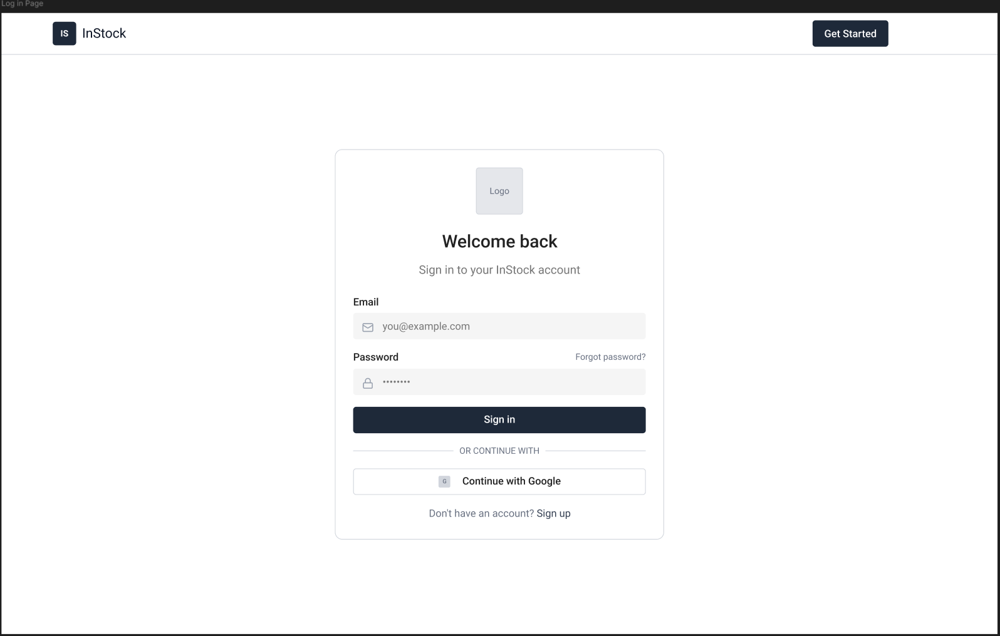 Log in Page
IS InStock
Get Started
Logo
Welcome back
Sign in to your InStock account
Email
you@example.com
Password
Forgot password?
••••••••
Sign in
OR CONTINUE WITH
G Continue with Google
Don't have an account? Sign up